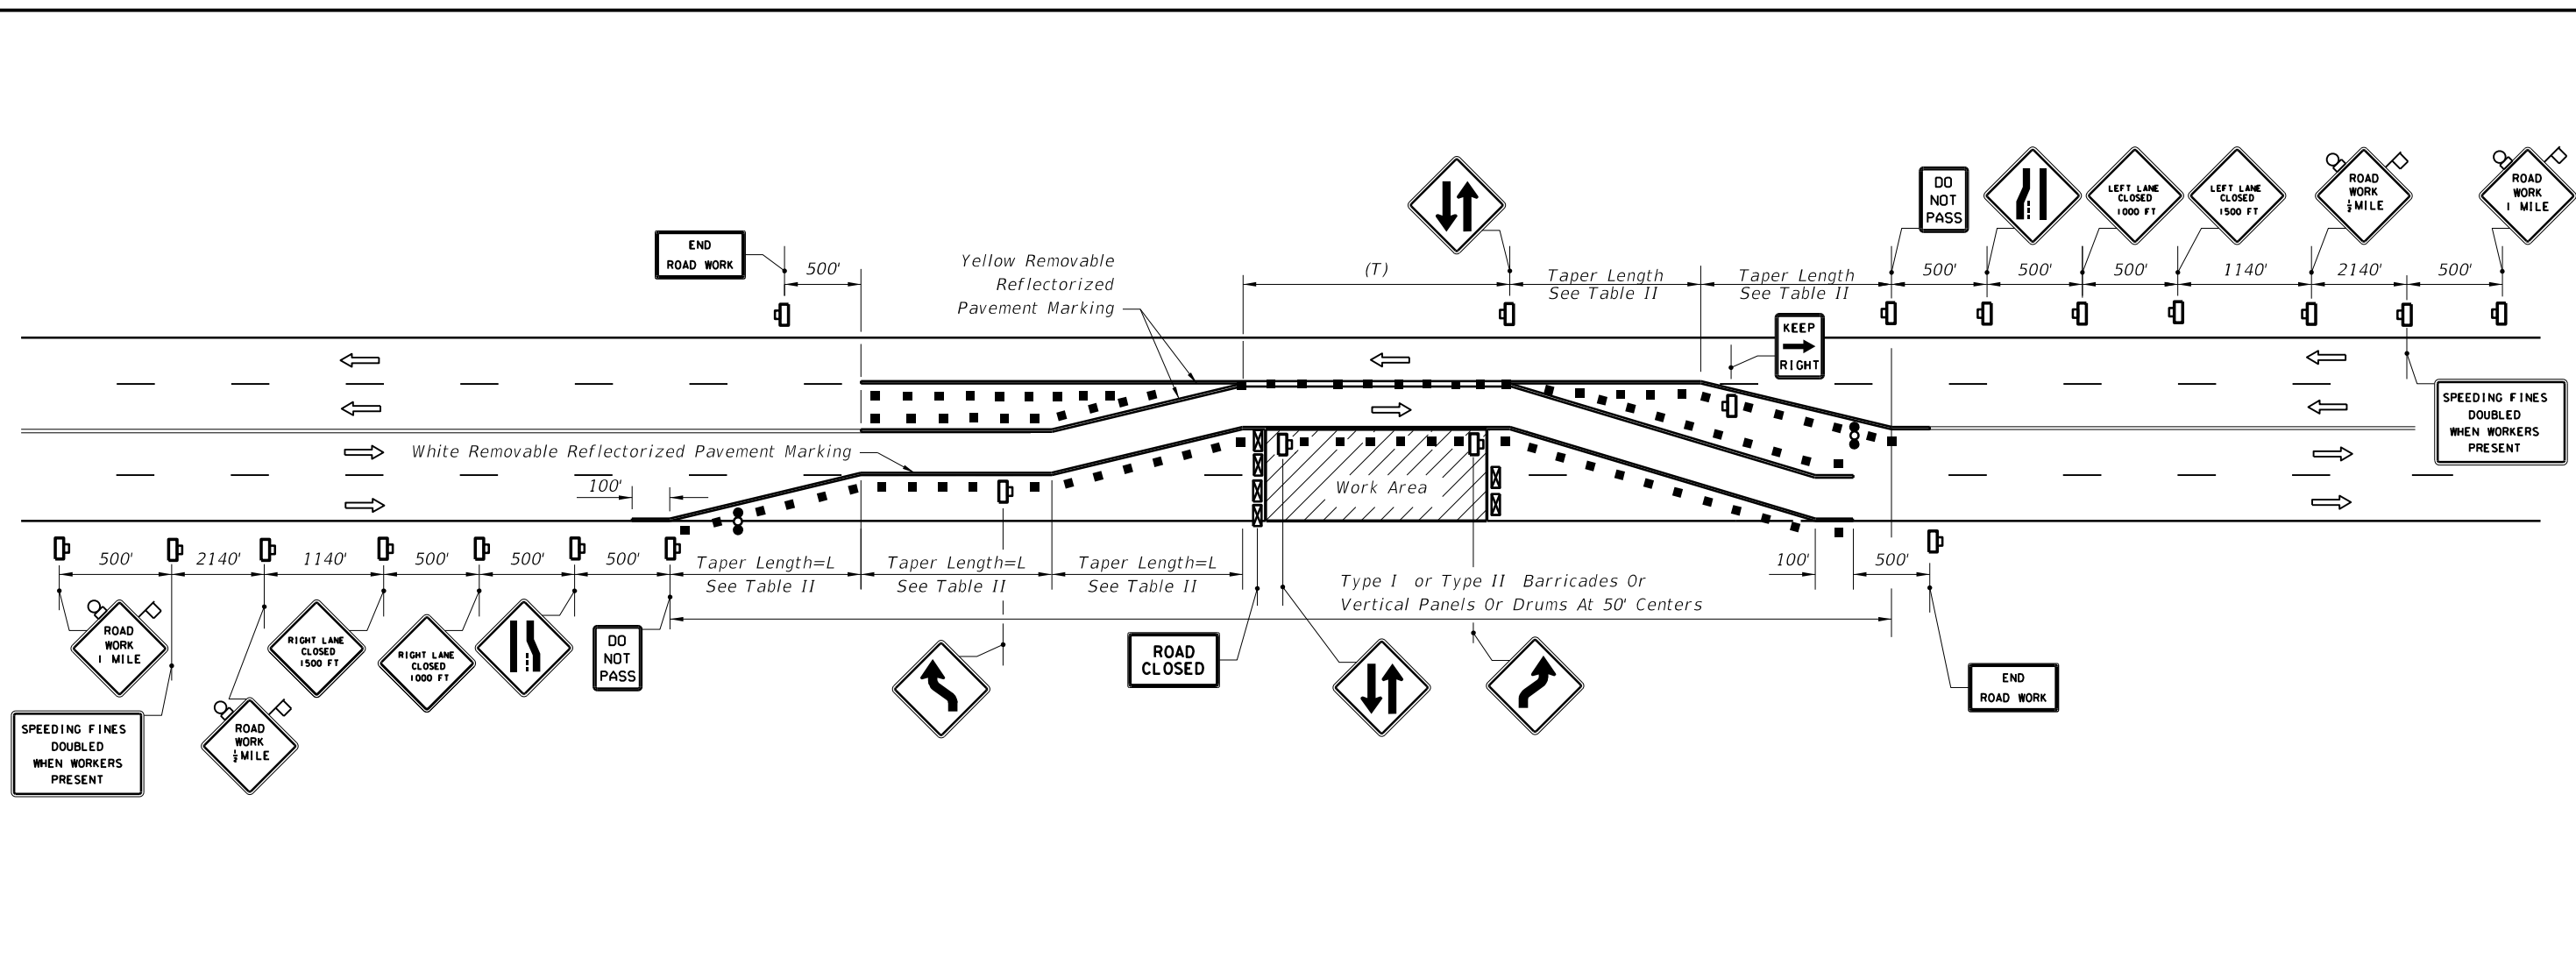 DO
NOT
PASS
LEFT LANE
CLOSED
1000 FT
LEFT LANE
CLOSED
1500 FT
ROAD
WORK
½ MILE
ROAD
WORK
1 MILE
END
ROAD WORK
500'
Yellow Removable
Reflectorized
Pavement Marking
(T)
Taper Length
See Table II
Taper Length
See Table II
500'
500'
500'
1140'
2140'
500'
KEEP
RIGHT
SPEEDING FINES
DOUBLED
WHEN WORKERS
PRESENT
White Removable Reflectorized Pavement Marking
100'
Work Area
500'
2140'
1140'
500'
500'
500'
Taper Length=L
See Table II
Taper Length=L
See Table II
Taper Length=L
See Table II
Type I or Type II Barricades Or
Vertical Panels Or Drums At 50' Centers
100'
500'
ROAD
WORK
1 MILE
RIGHT LANE
CLOSED
1500 FT
RIGHT LANE
CLOSED
1000 FT
DO
NOT
PASS
ROAD
CLOSED
END
ROAD WORK
SPEEDING FINES
DOUBLED
WHEN WORKERS
PRESENT
ROAD
WORK
½ MILE